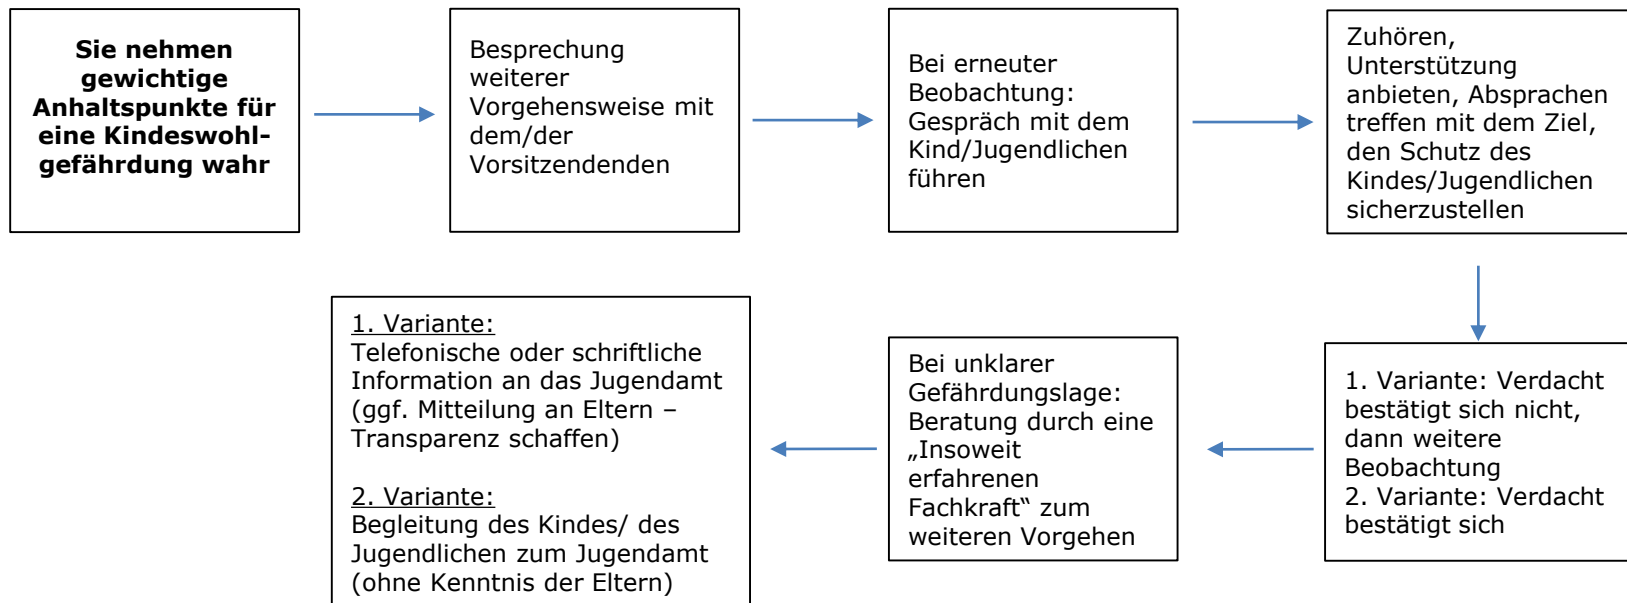 Sie nehmen
gewichtige
Anhaltspunkte für
eine Kindeswohl-
gefährdung wahr
Besprechung
weiterer
Vorgehensweise mit
dem/der
Vorsitzendenden
Bei erneuter
Beobachtung:
Gespräch mit dem
Kind/Jugendlichen
führen
Zuhören,
Unterstützung
anbieten, Absprachen
treffen mit dem Ziel,
den Schutz des
Kindes/Jugendlichen
sicherzustellen
1. Variante: Verdacht
bestätigt sich nicht,
dann weitere
Beobachtung
2. Variante: Verdacht
bestätigt sich
Bei unklarer
Gefährdungslage:
Beratung durch eine
„Insoweit
erfahrenen
Fachkraft“ zum
weiteren Vorgehen
1. Variante:
Telefonische oder schriftliche
Information an das Jugendamt
(ggf. Mitteilung an Eltern –
Transparenz schaffen)
2. Variante:
Begleitung des Kindes/ des
Jugendlichen zum Jugendamt
(ohne Kenntnis der Eltern)